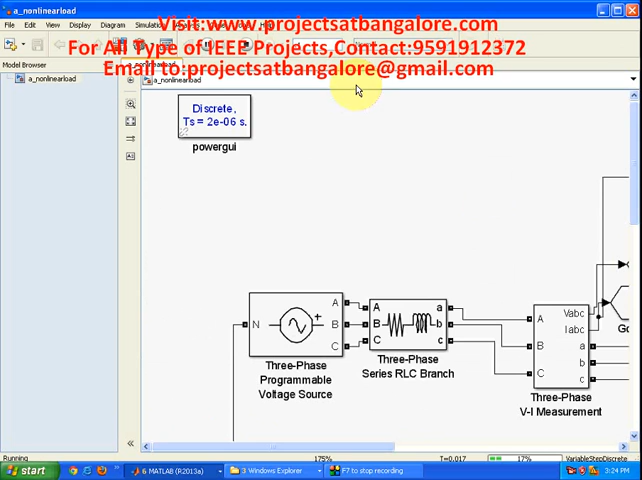 a_nonlinearload
Visit: www.projectsatbangalore.com
File Edit View Display Diagram Simulation
For All Type of IEEE Projects,Contact:9591912372
Email to:projectsatbangalore@gmail.com
Model Browser
a_nonlinearload
a_nonlinearload
Discrete,
Ts = 2e-06 s.
powergui
N
A
B
C
A
B
C
a
b
c
A
B
C
Vabc
Iabc
a
b
c
Three-Phase
Programmable
Voltage Source
Three-Phase
Series RLC Branch
Three-Phase
V-I Measurement
Running
175%
T=0.017
17%
VariableStepDiscrete
start
6 MATLAB (R2013a)
3 Windows Explorer
F7 to stop recording
3:24 PM